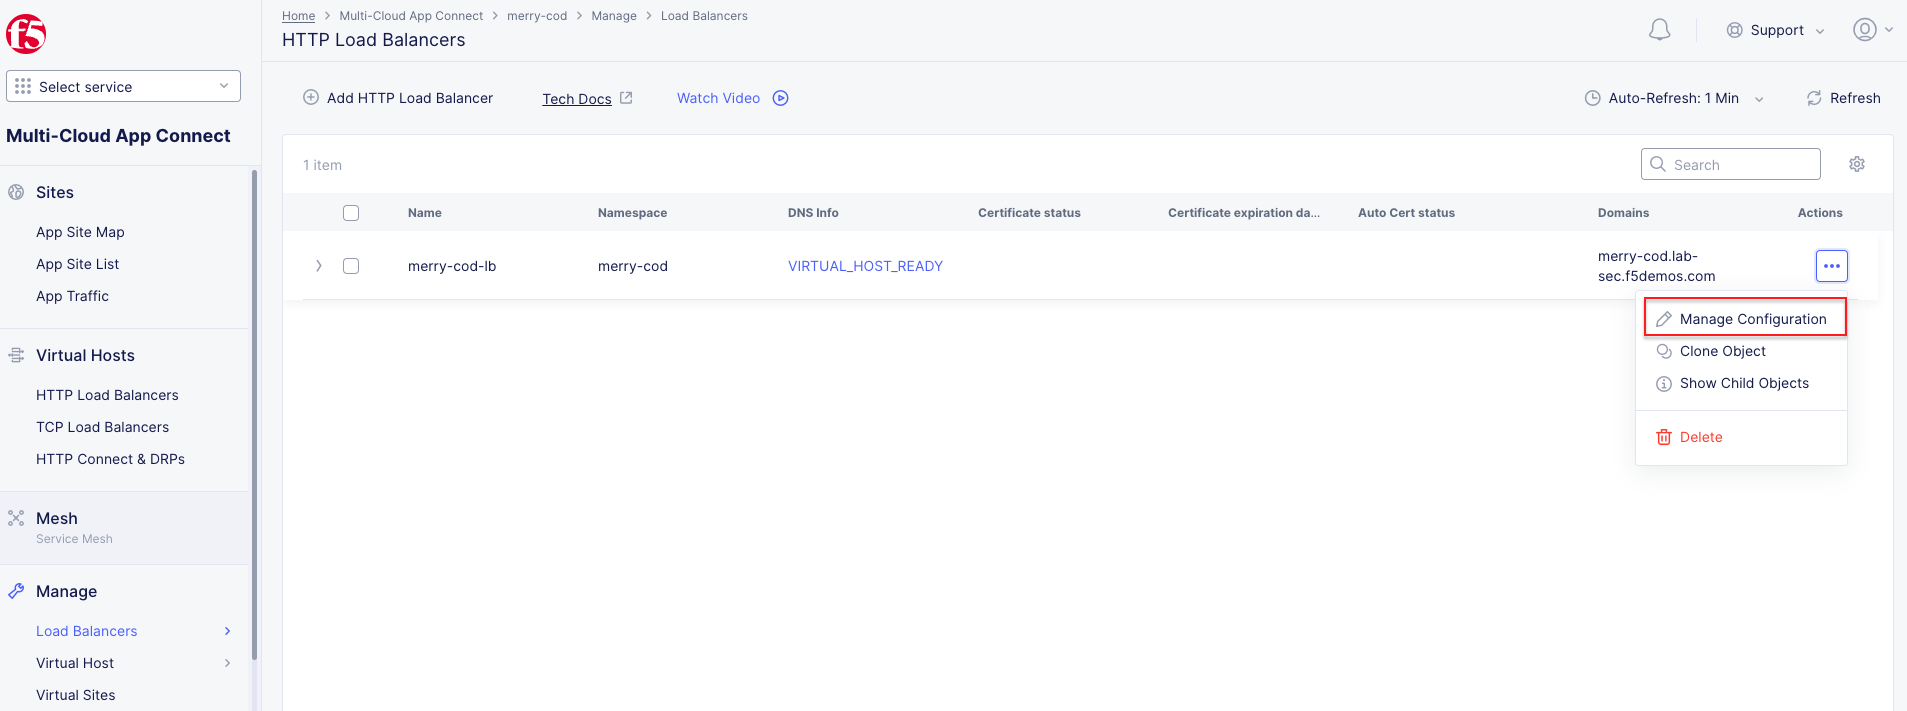 f5
Select service
Multi-Cloud App Connect
Sites
App Site Map
App Site List
App Traffic
Virtual Hosts
HTTP Load Balancers
TCP Load Balancers
HTTP Connect & DRPs
Mesh
Service Mesh
Manage
Load Balancers
Virtual Host
Virtual Sites
Home > Multi-Cloud App Connect > merry-cod > Manage > Load Balancers
HTTP Load Balancers
Support
Add HTTP Load Balancer Tech Docs Watch Video
Auto-Refresh: 1 Min Refresh
1 item
Search
Name Namespace DNS Info Certificate status Certificate expiration da... Auto Cert status Domains Actions
merry-cod-lb merry-cod VIRTUAL_HOST_READY
merry-cod.lab-
sec.f5demos.com
Manage Configuration
Clone Object
Show Child Objects
Delete